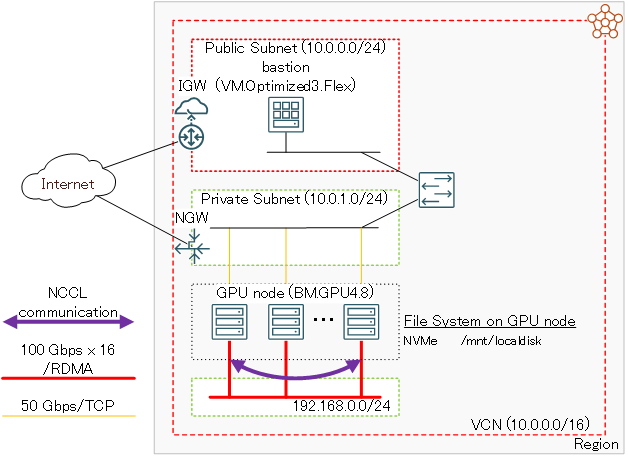 Public Subnet (10.0.0.0/24)
bastion
IGW (VM.Optimized3.Flex)
Internet
Private Subnet (10.0.1.0/24)
NGW
NCCL
communication
GPU node (BM.GPU4.8)
...
File System on GPU node
NVMe /mnt/localdisk
100 Gbps x 16
/RDMA
50 Gbps/TCP
192.168.0.0/24
VCN (10.0.0.0/16)
Region